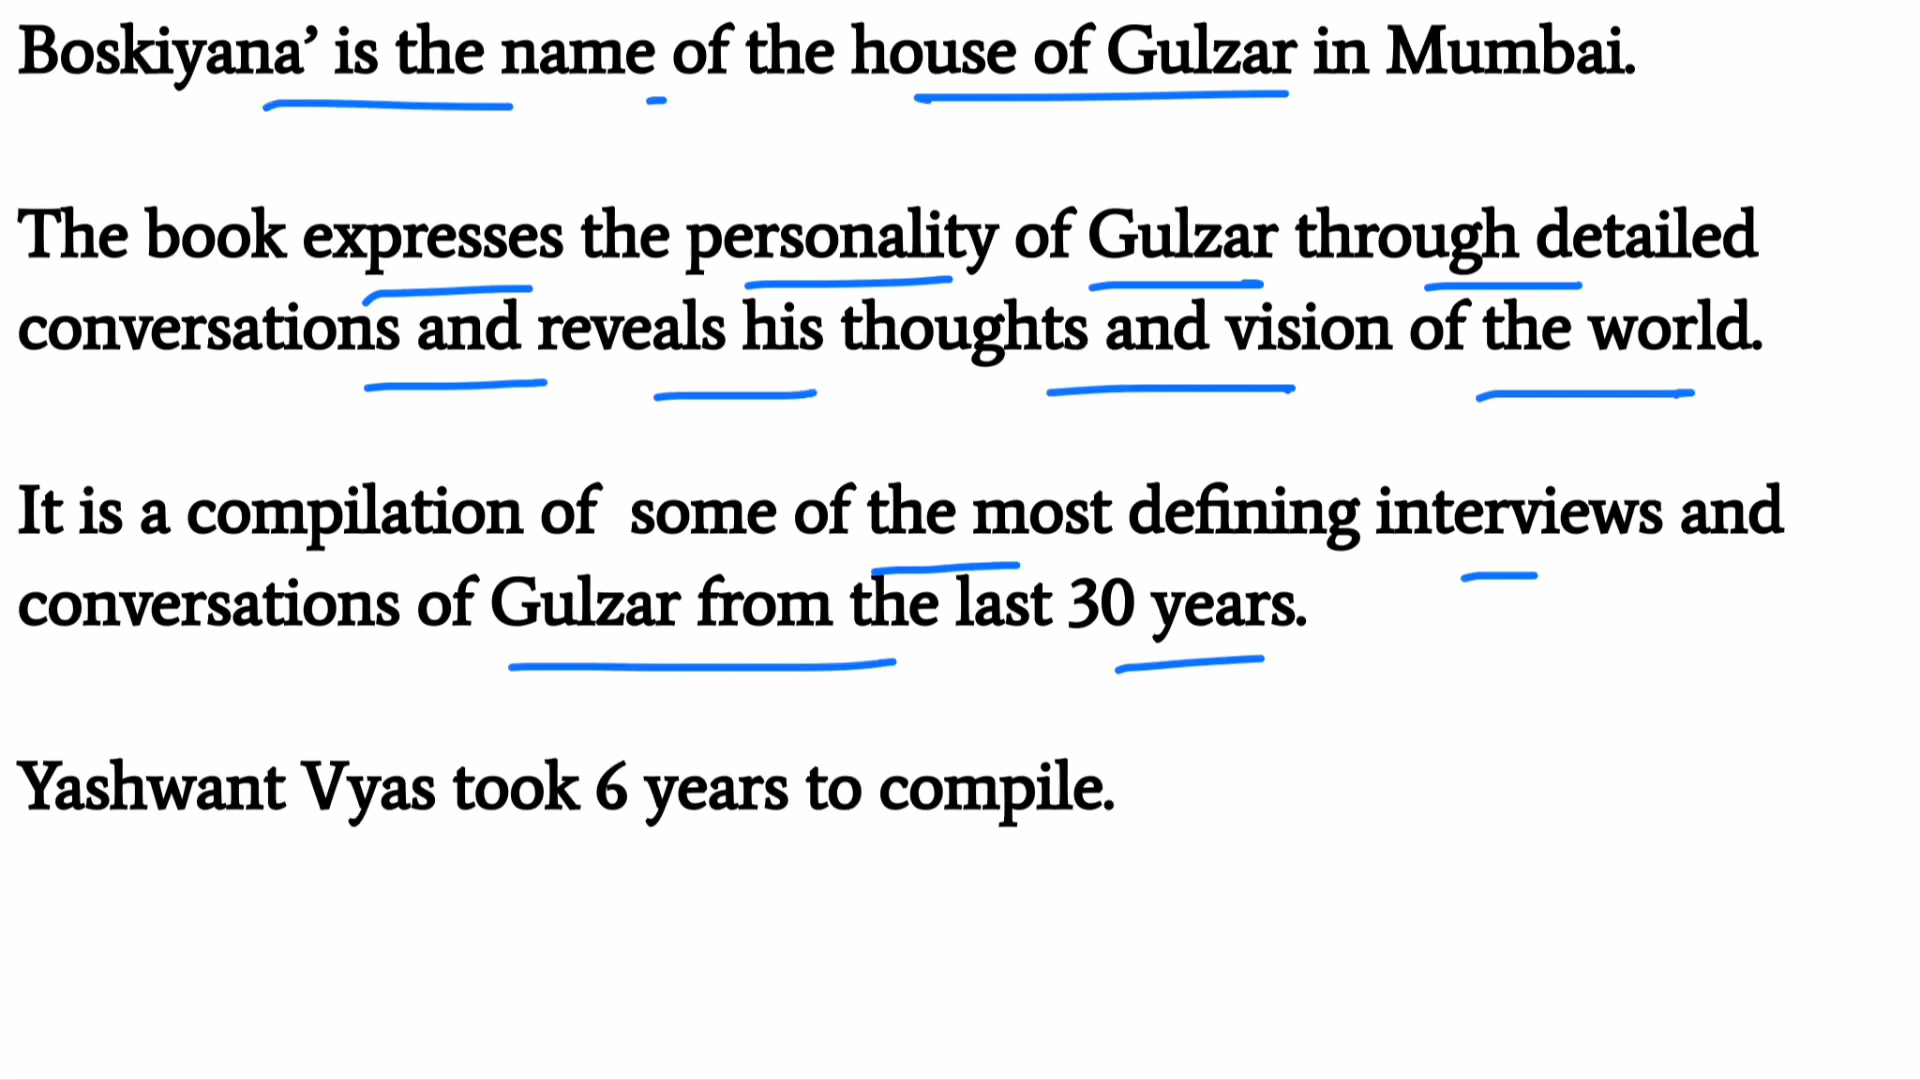 Boskiyana’ is the name of the house of Gulzar in Mumbai.
The book expresses the personality of Gulzar through detailed
conversations and reveals his thoughts and vision of the world.
It is a compilation of  some of the most defining interviews and
conversations of Gulzar from the last 30 years.
Yashwant Vyas took 6 years to compile.